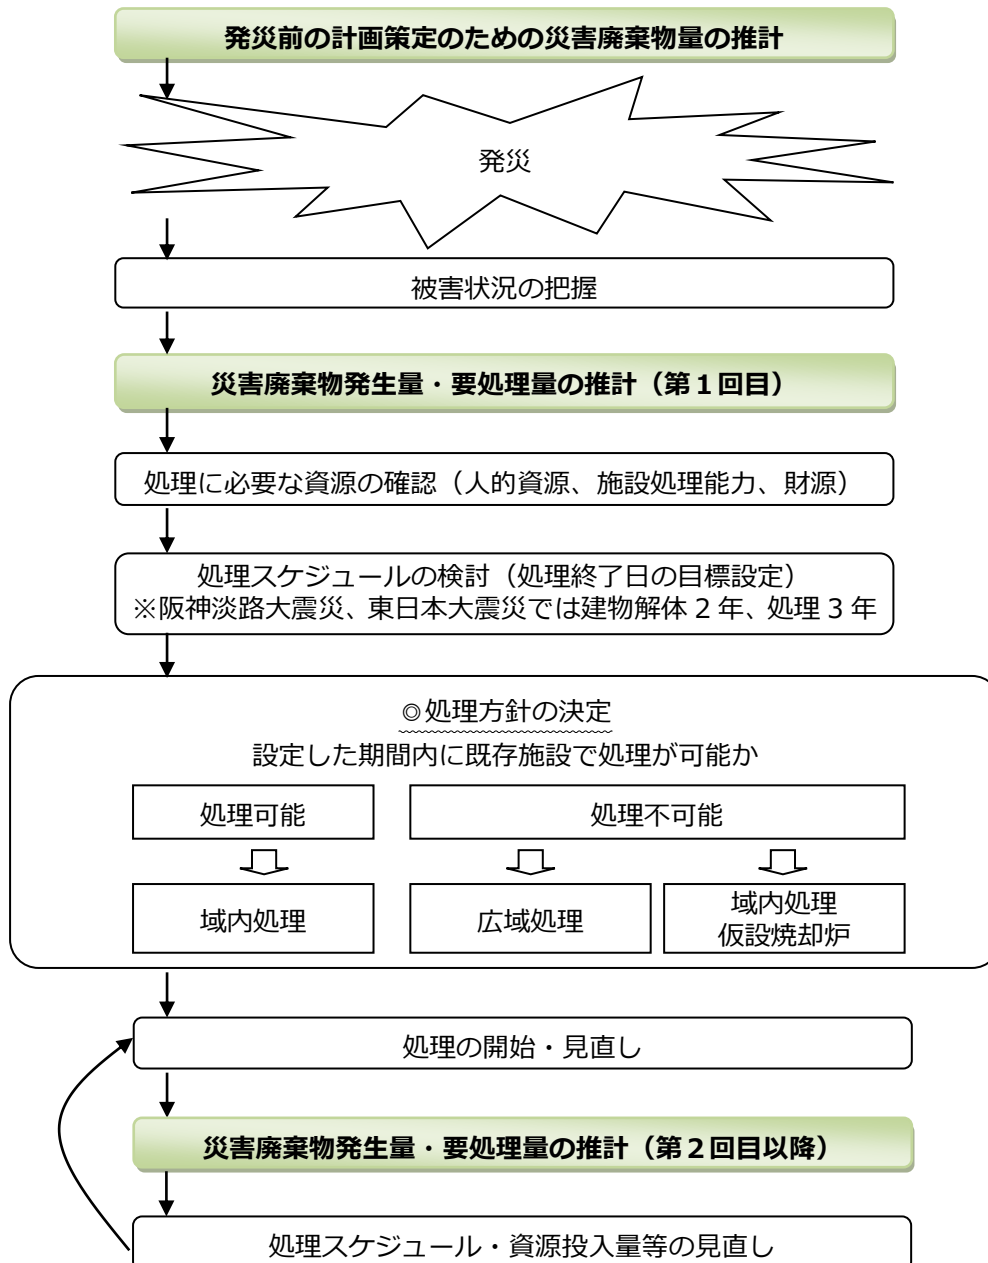 発災前の計画策定のための災害廃棄物量の推計
発災
被害状況の把握
災害廃棄物発生量・要処理量の推計（第１回目）
処理に必要な資源の確認（人的資源、施設処理能力、財源）
処理スケジュールの検討（処理終了日の目標設定）
※阪神淡路大震災、東日本大震災では建物解体 2 年、処理 3 年
◎処理方針の決定
設定した期間内に既存施設で処理が可能か
処理可能
処理不可能
域内処理
広域処理
域内処理
仮設焼却炉
処理の開始・見直し
災害廃棄物発生量・要処理量の推計（第２回目以降）
処理スケジュール・資源投入量等の見直し